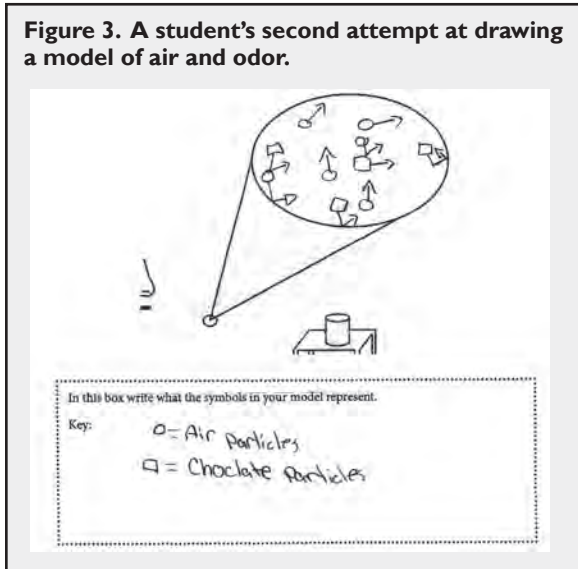 Figure 3. A student's second attempt at drawing
a model of air and odor.
In this box write what the symbols in your model represent.
Key:
o = Air particles
□ = Choclate particles